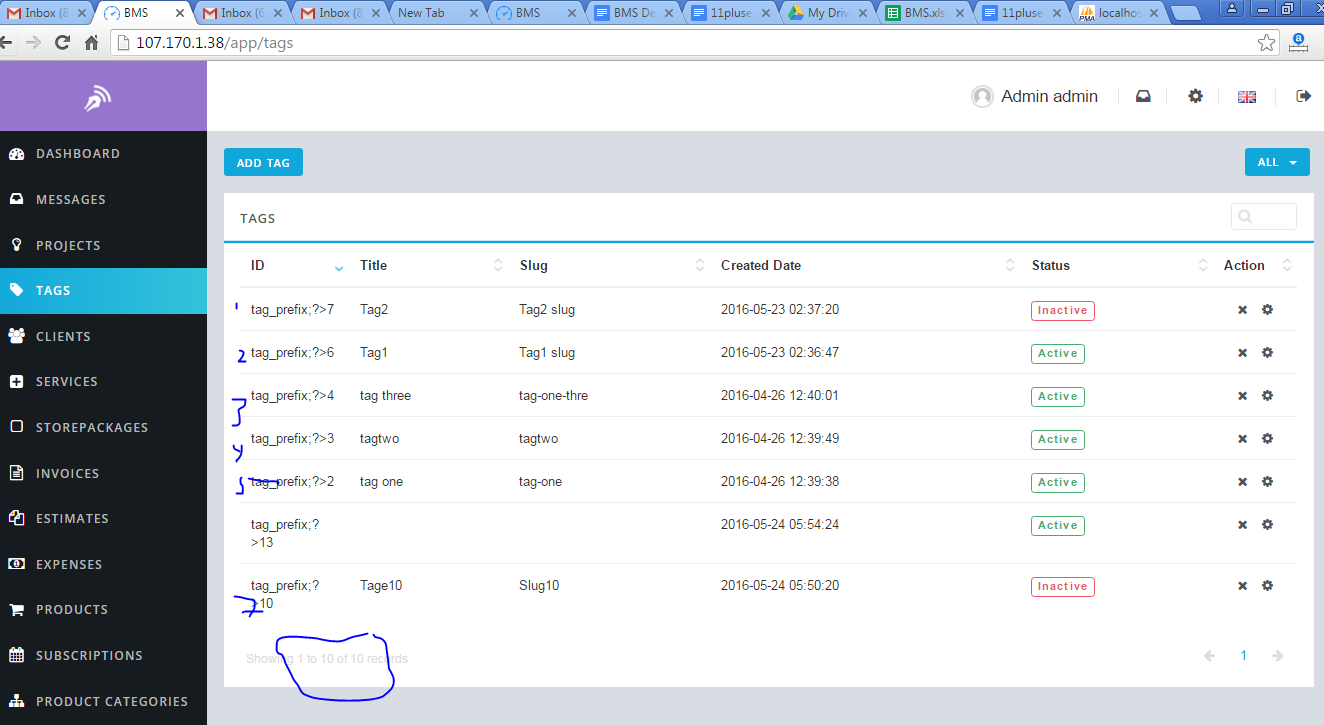 Inbox (8 BMS Inbox (6 Inbox (8 New Tab BMS BMS De 11pluse My Driv BMS.xls 11pluse localhos
107.170.1.38/app/tags
Admin admin
DASHBOARD
MESSAGES
PROJECTS
TAGS
CLIENTS
SERVICES
STOREPACKAGES
INVOICES
ESTIMATES
EXPENSES
PRODUCTS
SUBSCRIPTIONS
PRODUCT CATEGORIES
ADD TAG ALL
TAGS
ID Title Slug Created Date Status Action
1 tag_prefix;?>7 Tag2 Tag2 slug 2016-05-23 02:37:20 Inactive
2 tag_prefix;?>6 Tag1 Tag1 slug 2016-05-23 02:36:47 Active
3 tag_prefix;?>4 tag three tag-one-thre 2016-04-26 12:40:01 Active
4 tag_prefix;?>3 tagtwo tagtwo 2016-04-26 12:39:49 Active
5 tag_prefix;?>2 tag one tag-one 2016-04-26 12:39:38 Active
tag_prefix;? 2016-05-24 05:54:24 Active
>13
tag_prefix;? Tage10 Slug10 2016-05-24 05:50:20 Inactive
7 >10
Showing 1 to 10 of 10 records 1